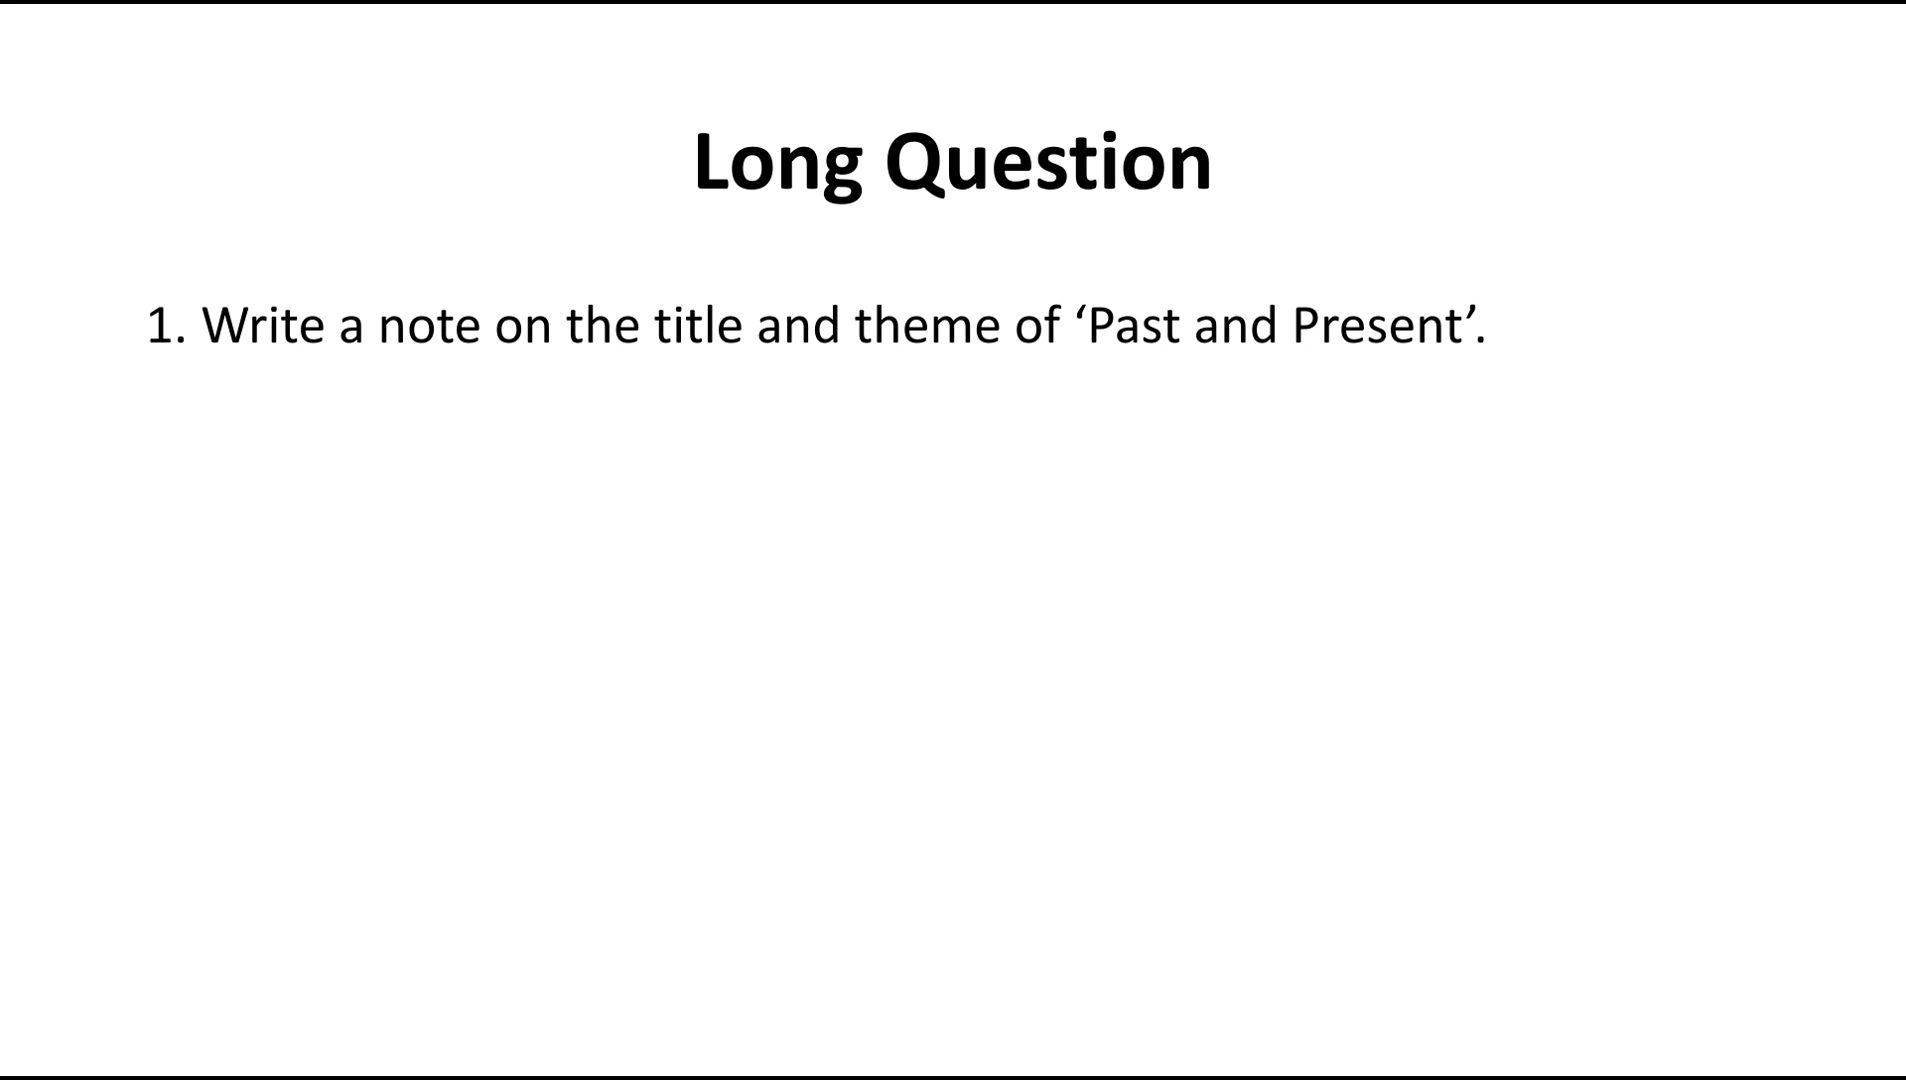 Long Question
1. Write a note on the title and theme of ‘Past and Present’.